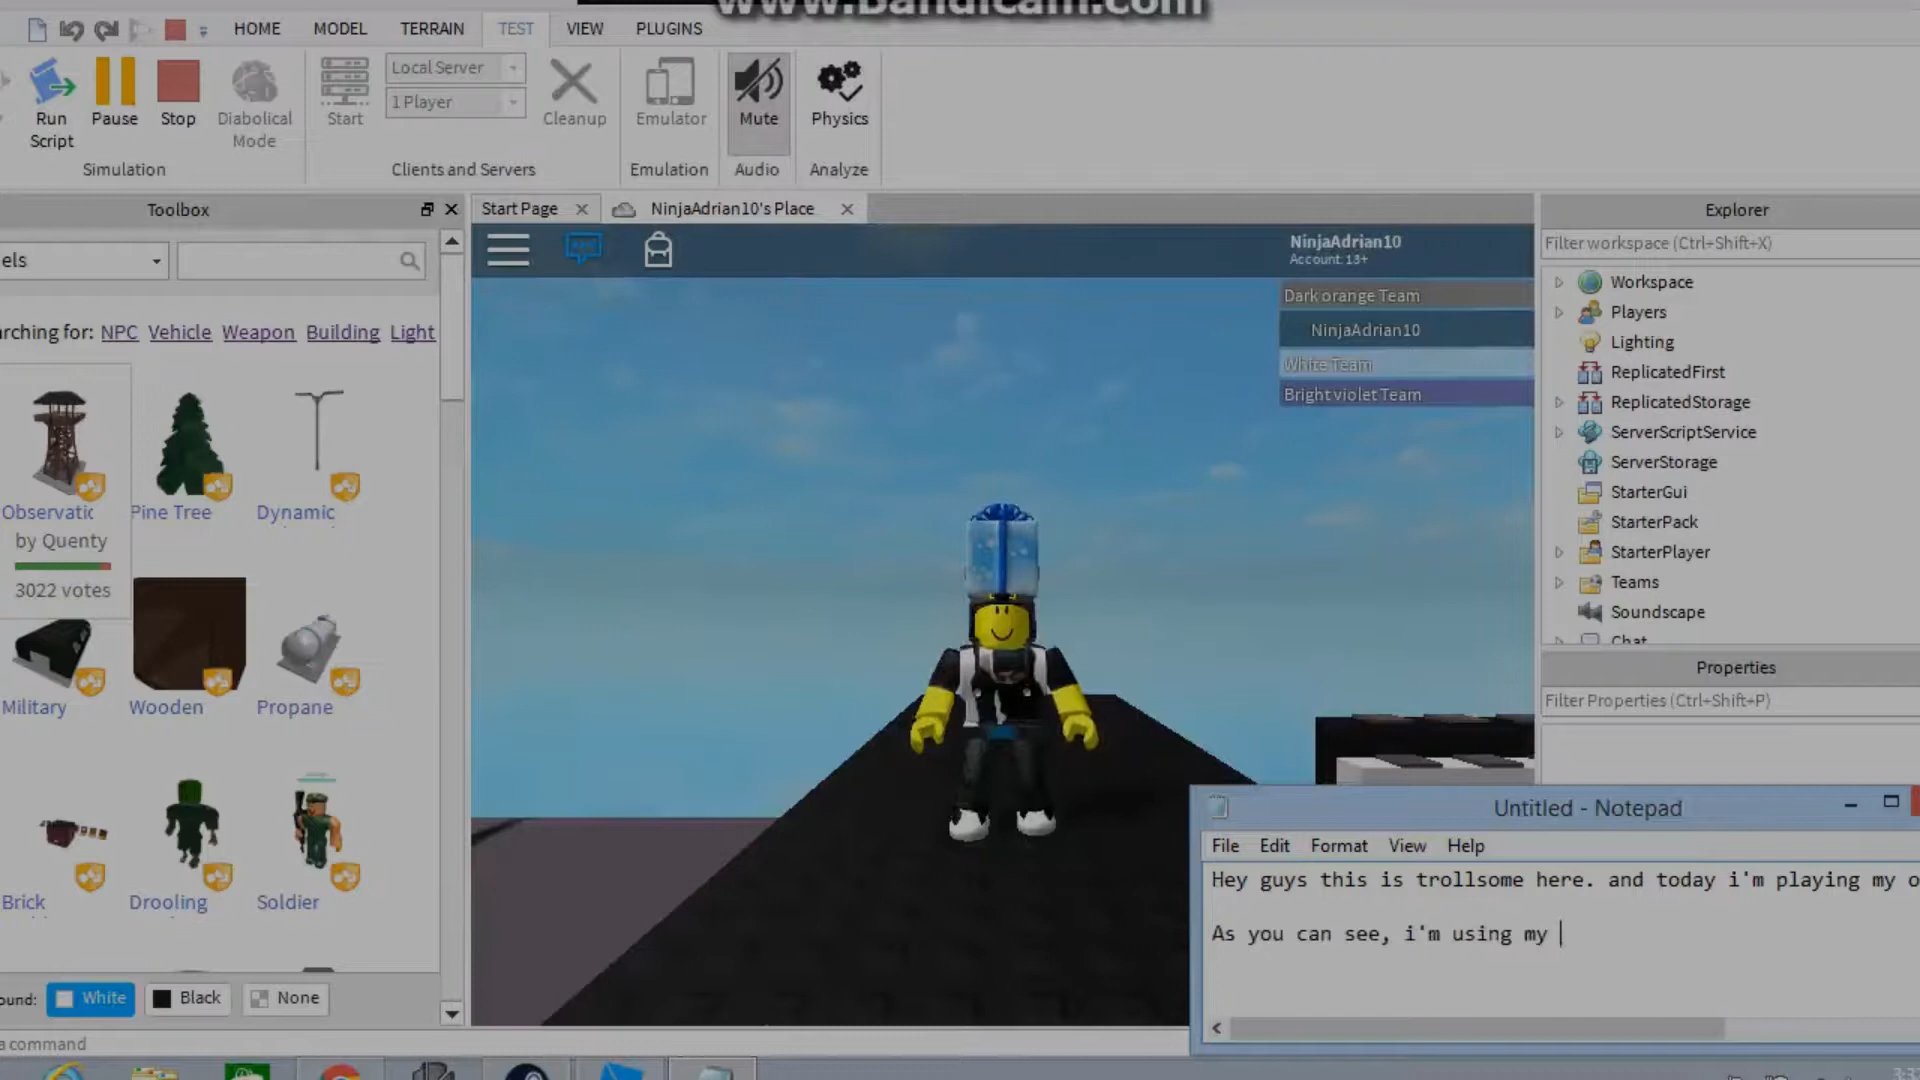 www.Bandicam.com
HOME MODEL TERRAIN TEST VIEW PLUGINS
Run Script
Pause
Stop
Diabolical Mode
Start
Local Server
1 Player
Cleanup
Emulator
Mute
Physics
Simulation
Clients and Servers
Emulation
Audio
Analyze
Toolbox
Start Page
NinjaAdrian10's Place
Explorer
els
rching for: NPC Vehicle Weapon Building Light
Observatic
by Quenty
3022 votes
Pine Tree
Dynamic
Military
Wooden
Propane
Brick
Drooling
Soldier
ound: White Black None
a command
NinjaAdrian10
Account: 13+
Dark orange Team
NinjaAdrian10
White Team
Bright violet Team
Filter workspace (Ctrl+Shift+X)
Workspace
Players
Lighting
ReplicatedFirst
ReplicatedStorage
ServerScriptService
ServerStorage
StarterGui
StarterPack
StarterPlayer
Teams
Soundscape
Chat
Properties
Filter Properties (Ctrl+Shift+P)
Untitled - Notepad
File Edit Format View Help
Hey guys this is trollsome here. and today i'm playing my o
As you can see, i'm using my